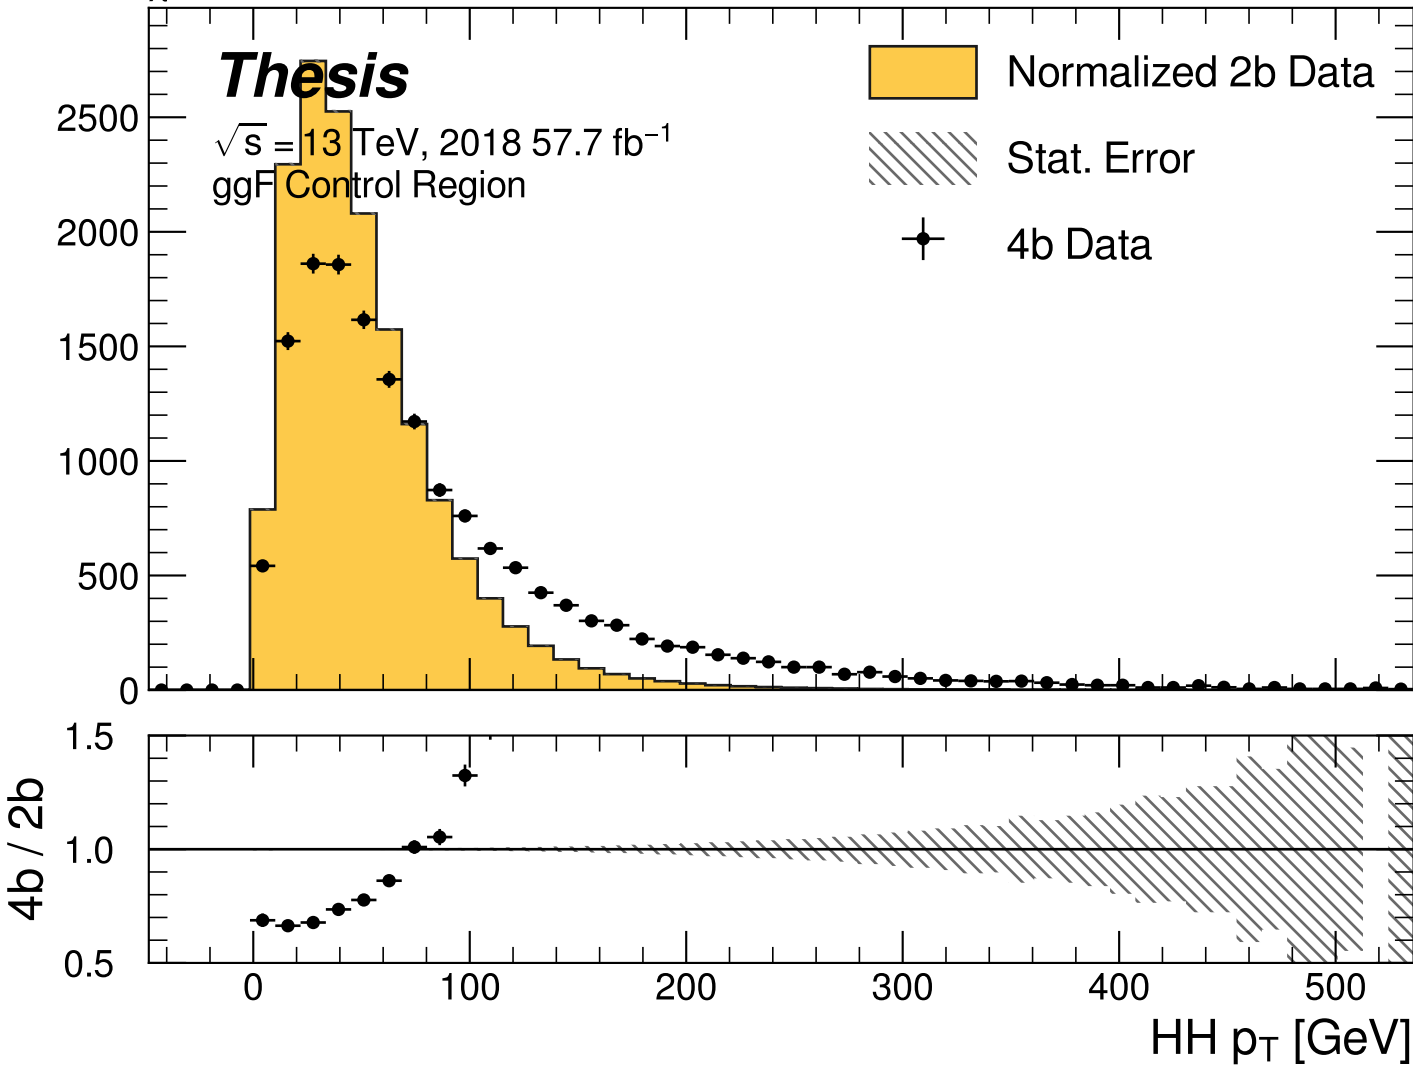 Thesis
√s = 13 TeV, 2018 57.7 fb⁻¹
ggF Control Region
Normalized 2b Data
Stat. Error
4b Data
2500
2000
1500
1000
500
0
1.5
1.0
0.5
4b / 2b
0 100 200 300 400 500
HH p_T [GeV]